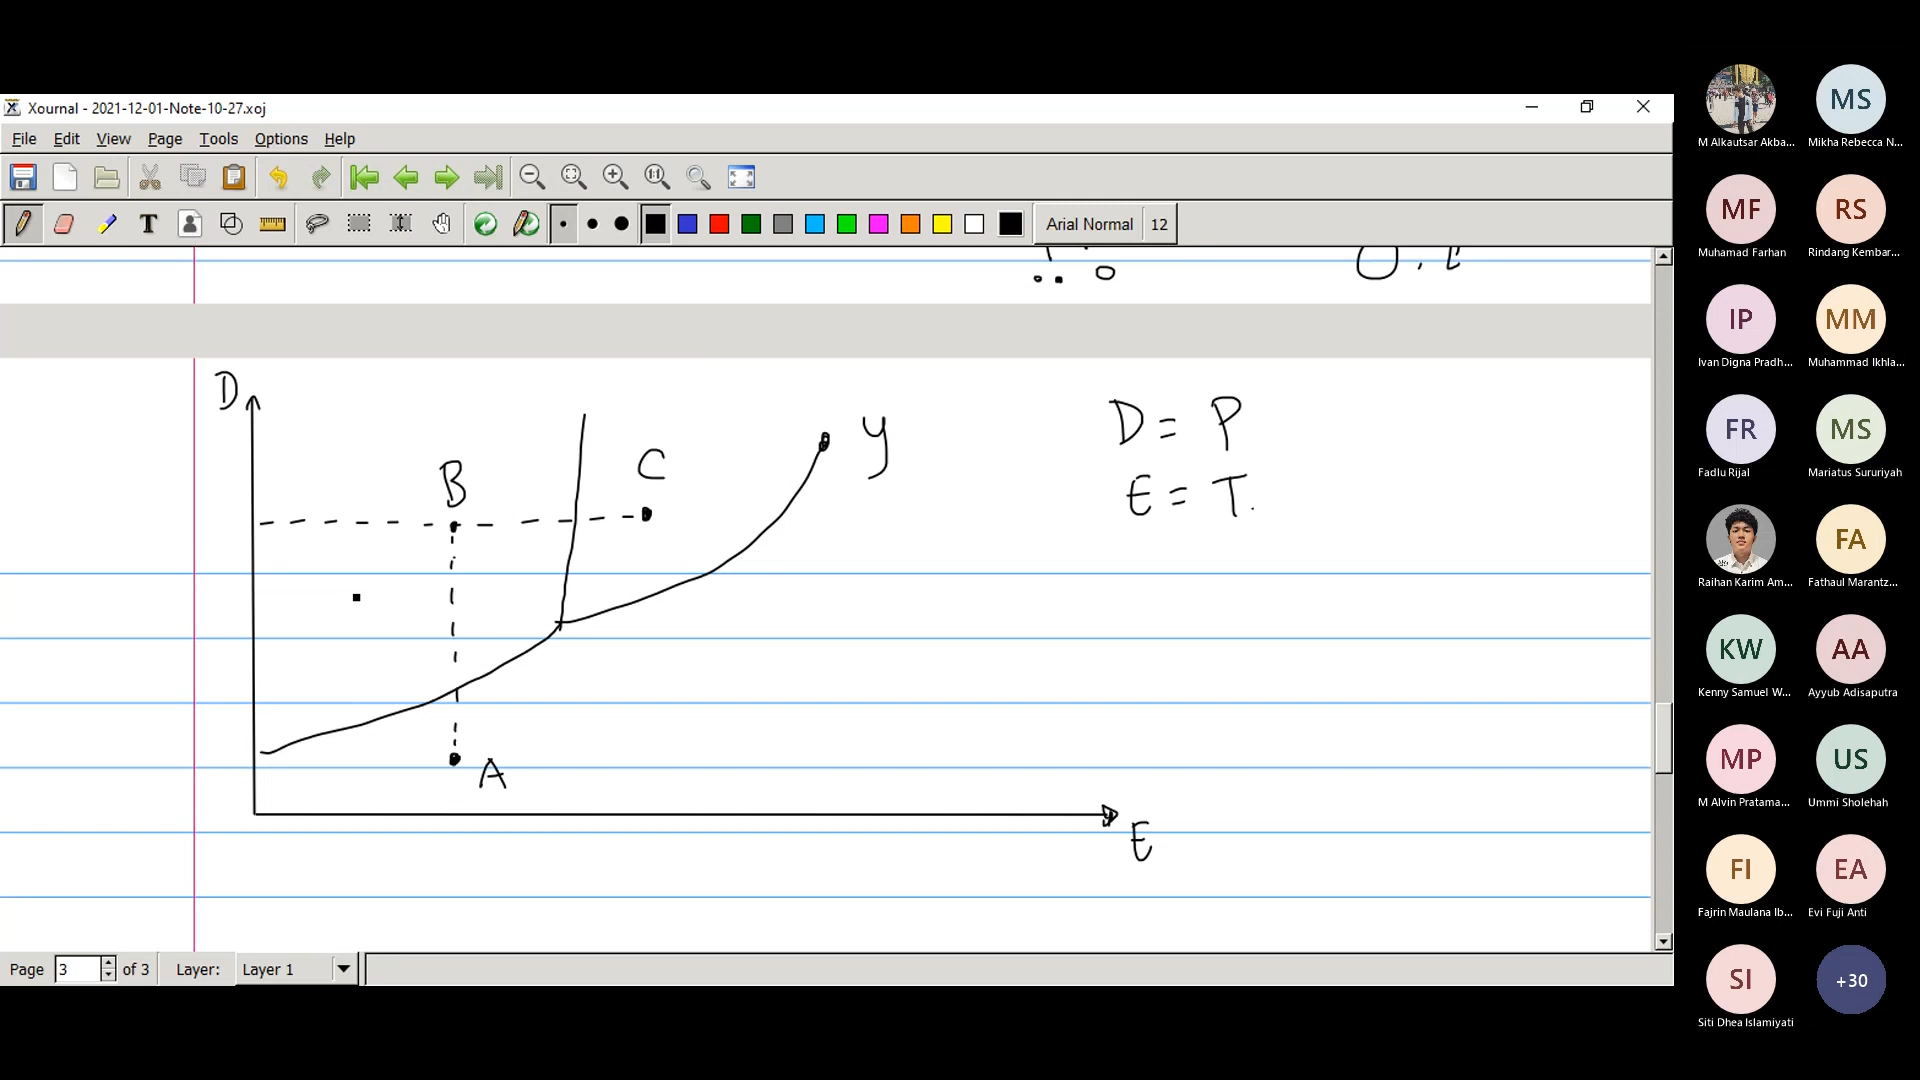 Xournal - 2021-12-01-Note-10-27.xoj
File Edit View Page Tools Options Help
T
1:1
Arial Normal 12
D
B
C
y
A
E
D = P
E = T.
Page 3 of 3 Layer: Layer 1
M Alkautsar Akba...
MS
Mikha Rebecca N...
MF
Muhamad Farhan
RS
Rindang Kembar...
IP
Ivan Digna Pradh...
MM
Muhammad Ikhla...
FR
Fadlu Rijal
MS
Mariatus Sururiyah
Raihan Karim Am...
FA
Fathaul Marantz...
KW
Kenny Samuel W...
AA
Ayyub Adisaputra
MP
M Alvin Pratama...
US
Ummi Sholehah
FI
Fajrin Maulana Ib...
EA
Evi Fuji Anti
SI
Siti Dhea Islamiyati
+30